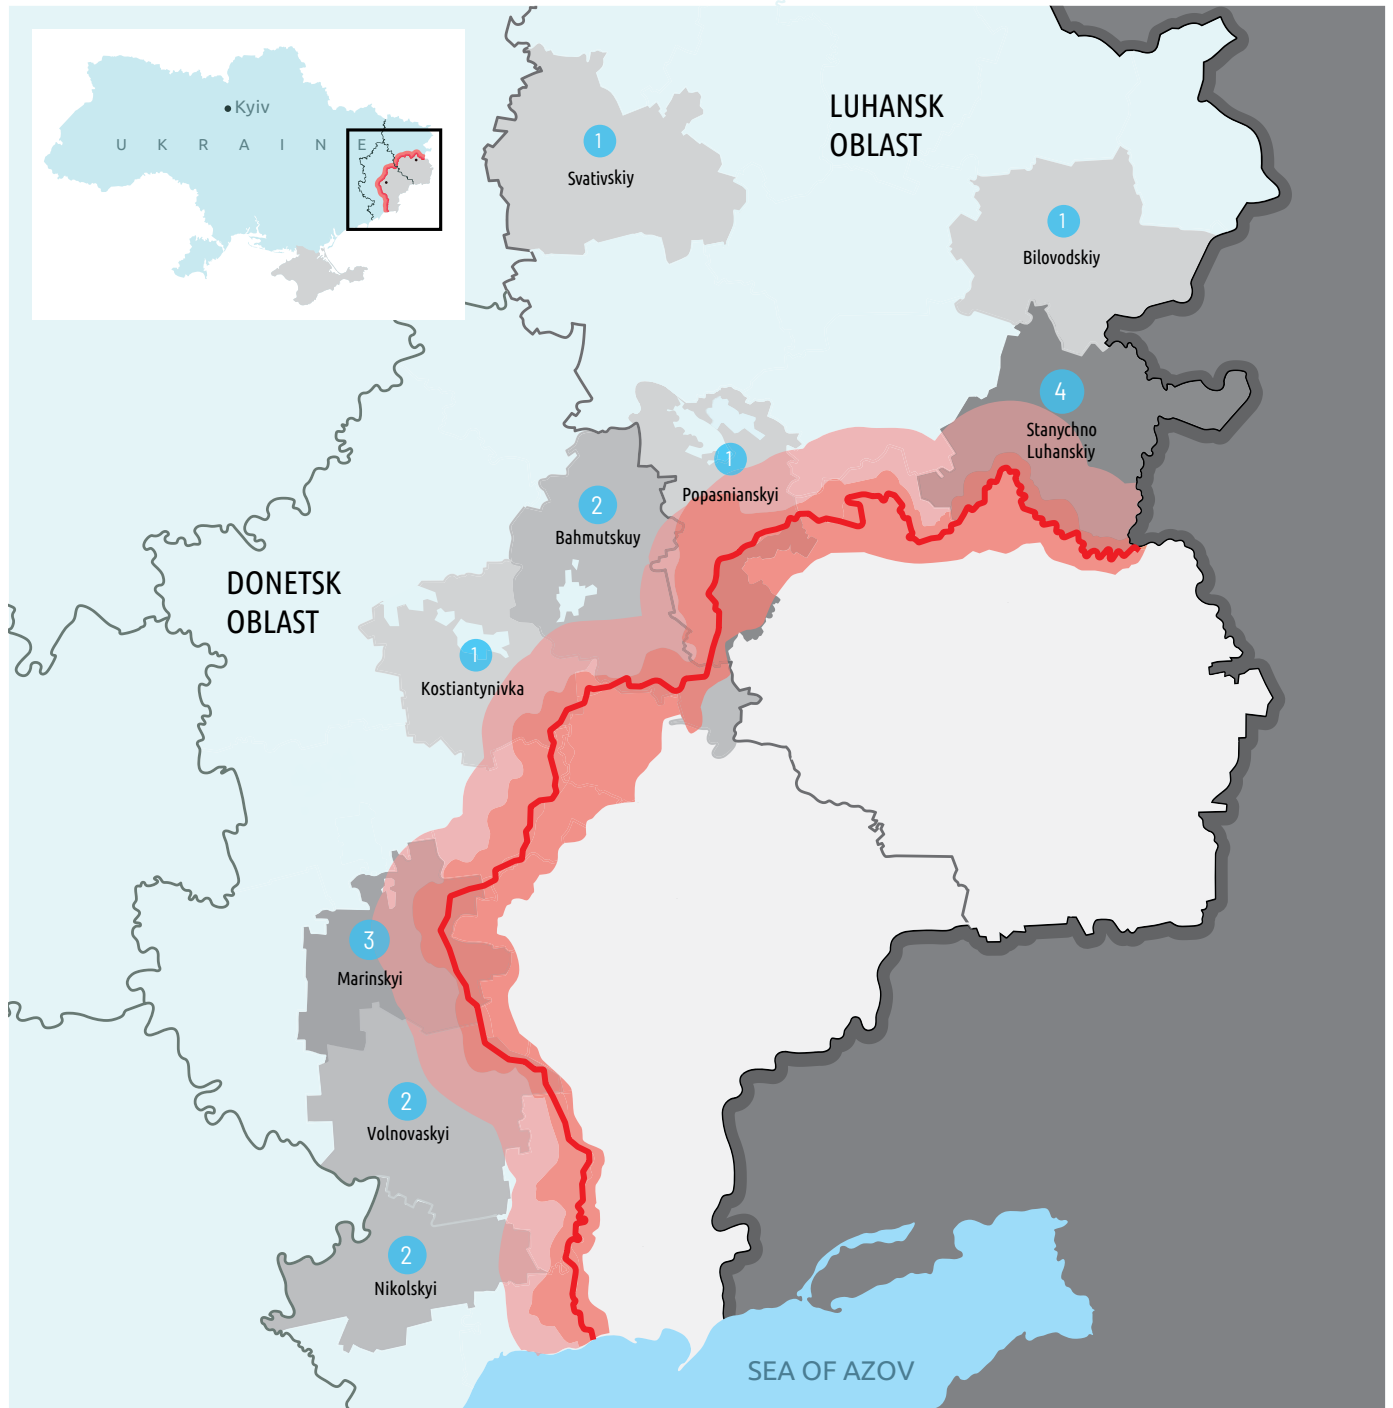 Kyiv
UKRAINE
LUHANSK
OBLAST
1
Svativskiy
1
Bilovodskiy
4
Stanychno
Luhanskiy
1
Popasnianskyi
2
Bahmutskuy
DONETSK
OBLAST
1
Kostiantynivka
3
Marinskyi
2
Volnovaskyi
2
Nikolskyi
SEA OF AZOV